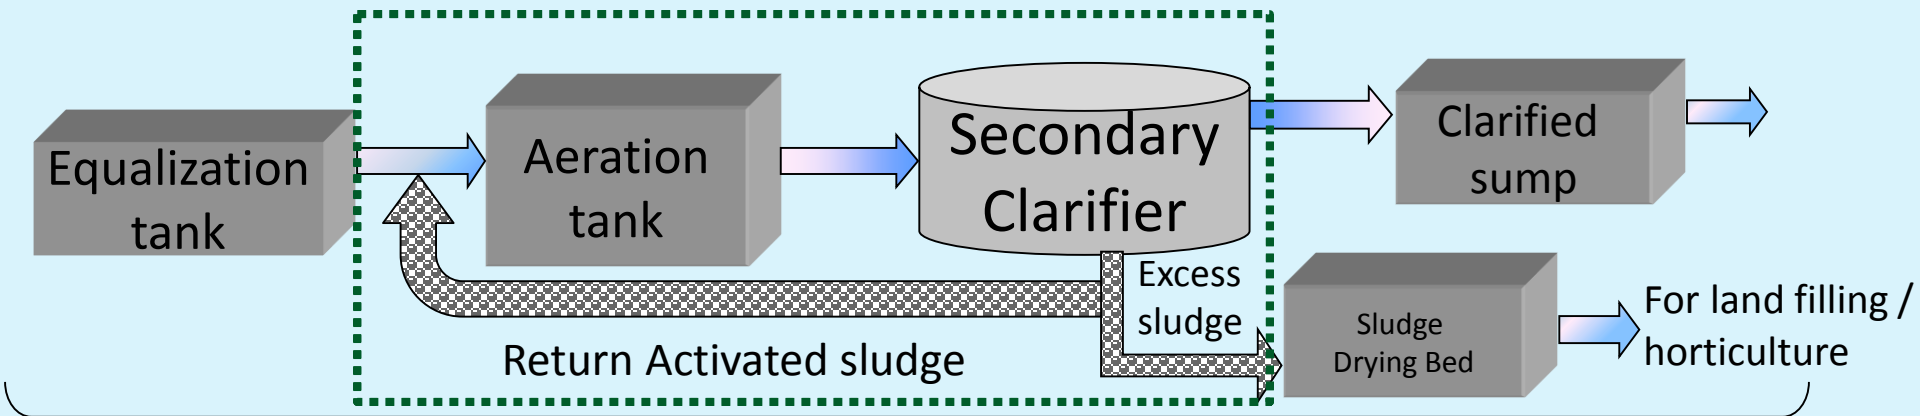 Equalization
tank
Aeration
tank
Secondary
Clarifier
Clarified
sump
Excess
sludge
Return Activated sludge
Sludge
Drying Bed
For land filling /
horticulture